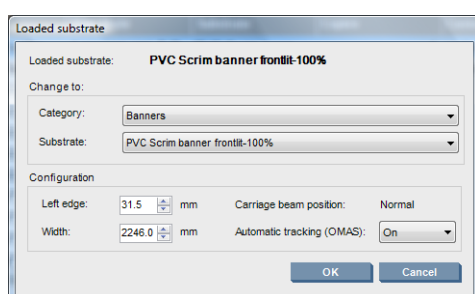 Loaded substrate
Loaded substrate: PVC Scrim banner frontlit-100%
Change to:
Category: Banners
Substrate: PVC Scrim banner frontlit-100%
Configuration
Left edge: 31.5 mm Carriage beam position: Normal
Width: 2246.0 mm Automatic tracking (OMAS): On
OK Cancel